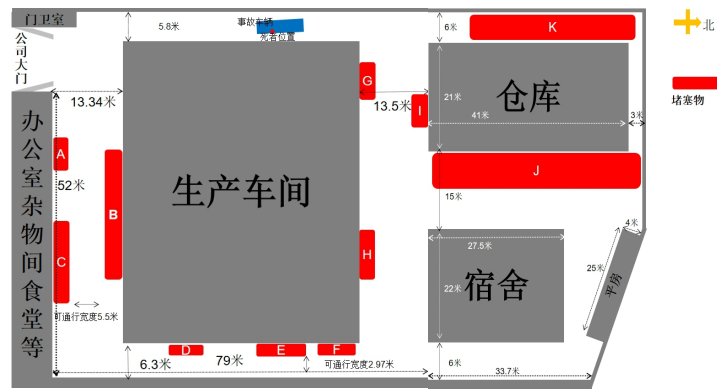 门卫室
公司大门
5.8米
事故车辆
死者位置
6米
K
北
堵塞物
13.34米
G
13.5米
I
21米
仓库
41米
3米
办公室杂物间食堂等
A
52米
B
生产车间
J
15米
C
H
27.5米
4米
25米
平房
22米
宿舍
可通行宽度5.5米
D
E
F
6.3米
79米
可通行宽度2.97米
6米
33.7米